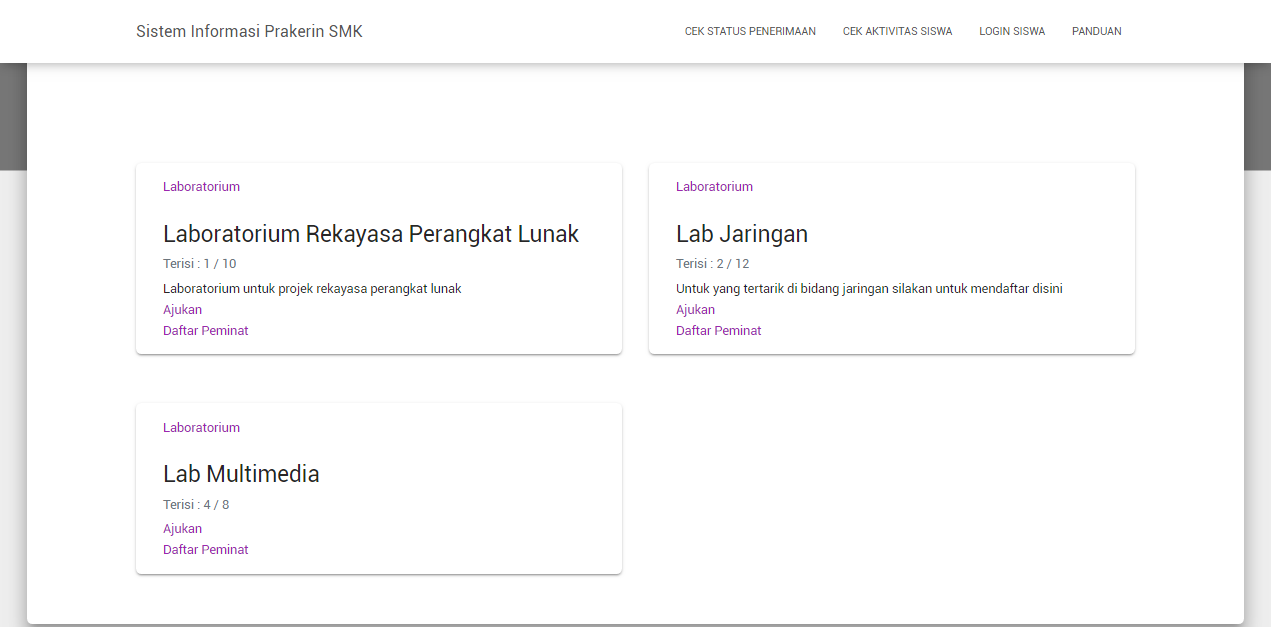 Sistem Informasi Prakerin SMK
CEK STATUS PENERIMAAN
CEK AKTIVITAS SISWA
LOGIN SISWA
PANDUAN
Laboratorium
Laboratorium Rekayasa Perangkat Lunak
Terisi : 1 / 10
Laboratorium untuk projek rekayasa perangkat lunak
Ajukan
Daftar Peminat
Laboratorium
Lab Jaringan
Terisi : 2 / 12
Untuk yang tertarik di bidang jaringan silakan untuk mendaftar disini
Ajukan
Daftar Peminat
Laboratorium
Lab Multimedia
Terisi : 4 / 8
Ajukan
Daftar Peminat